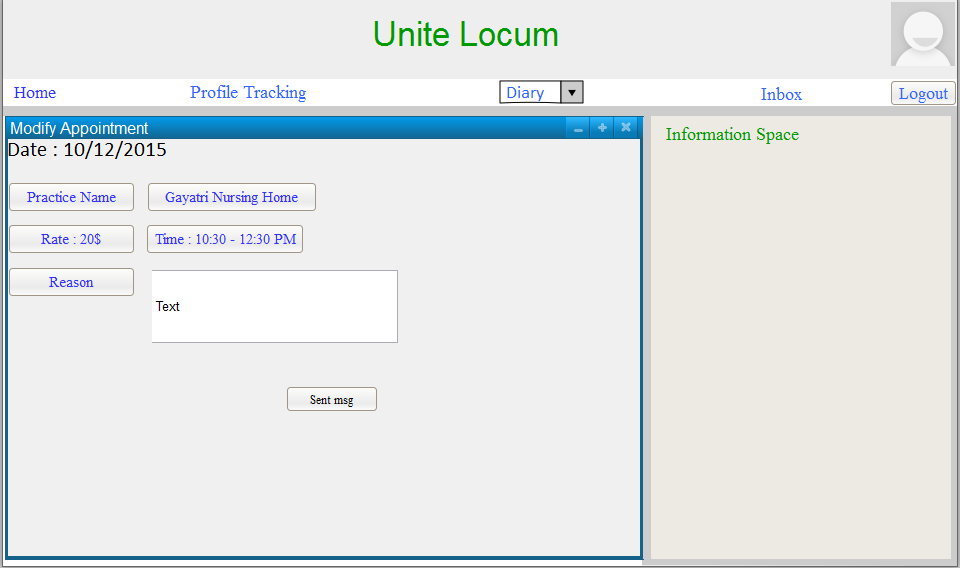 Unite Locum
Home Profile Tracking Diary Inbox Logout
Modify Appointment
Date : 10/12/2015
Practice Name Gayatri Nursing Home
Rate : 20$ Time : 10:30 - 12:30 PM
Reason
Text
Sent msg
Information Space